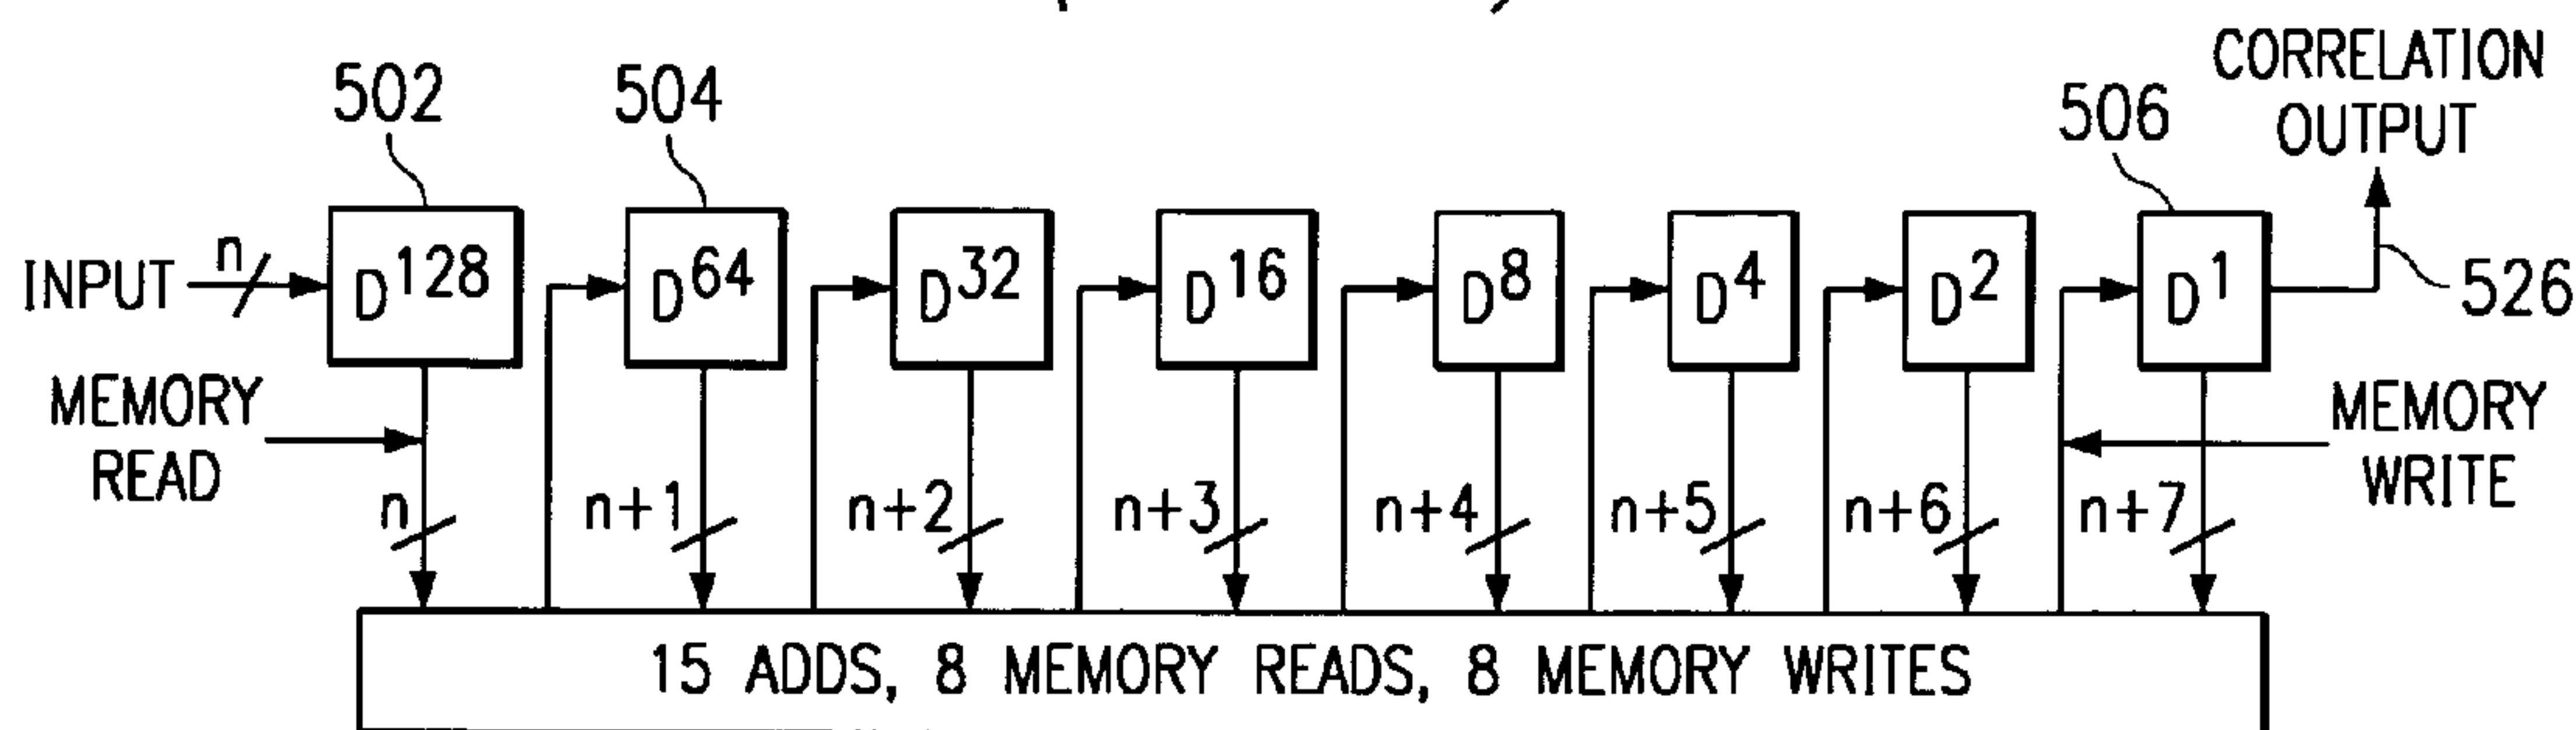 CORRELATION
OUTPUT
502
504
506
526
INPUT
n
D128
D64
D32
D16
D8
D4
D2
D1
MEMORY
READ
MEMORY
WRITE
n
n+1
n+2
n+3
n+4
n+5
n+6
n+7
15 ADDS, 8 MEMORY READS, 8 MEMORY WRITES